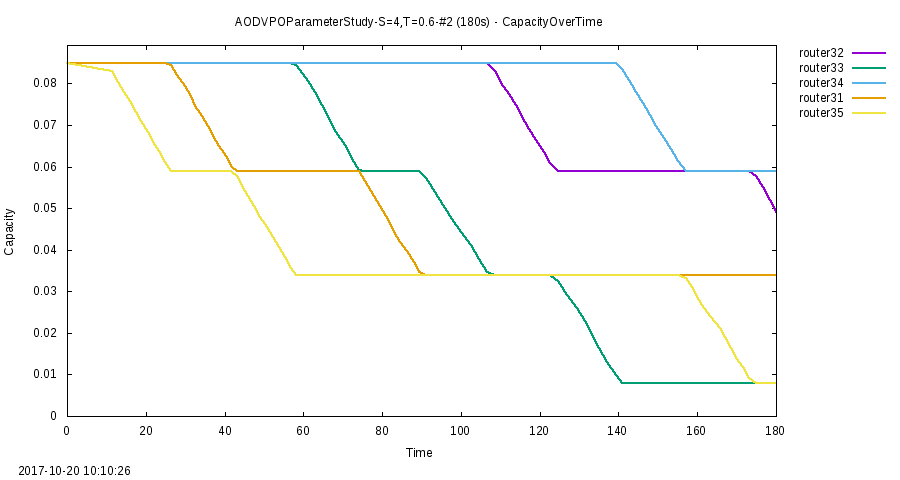 AODVPOParameterStudy-S=4,T=0.6-#2 (180s) - CapacityOverTime
router32
router33
router34
router31
router35
0.08
0.07
0.06
0.05
0.04
0.03
0.02
0.01
0
Capacity
0 20 40 60 80 100 120 140 160 180
Time
2017-10-20 10:10:26